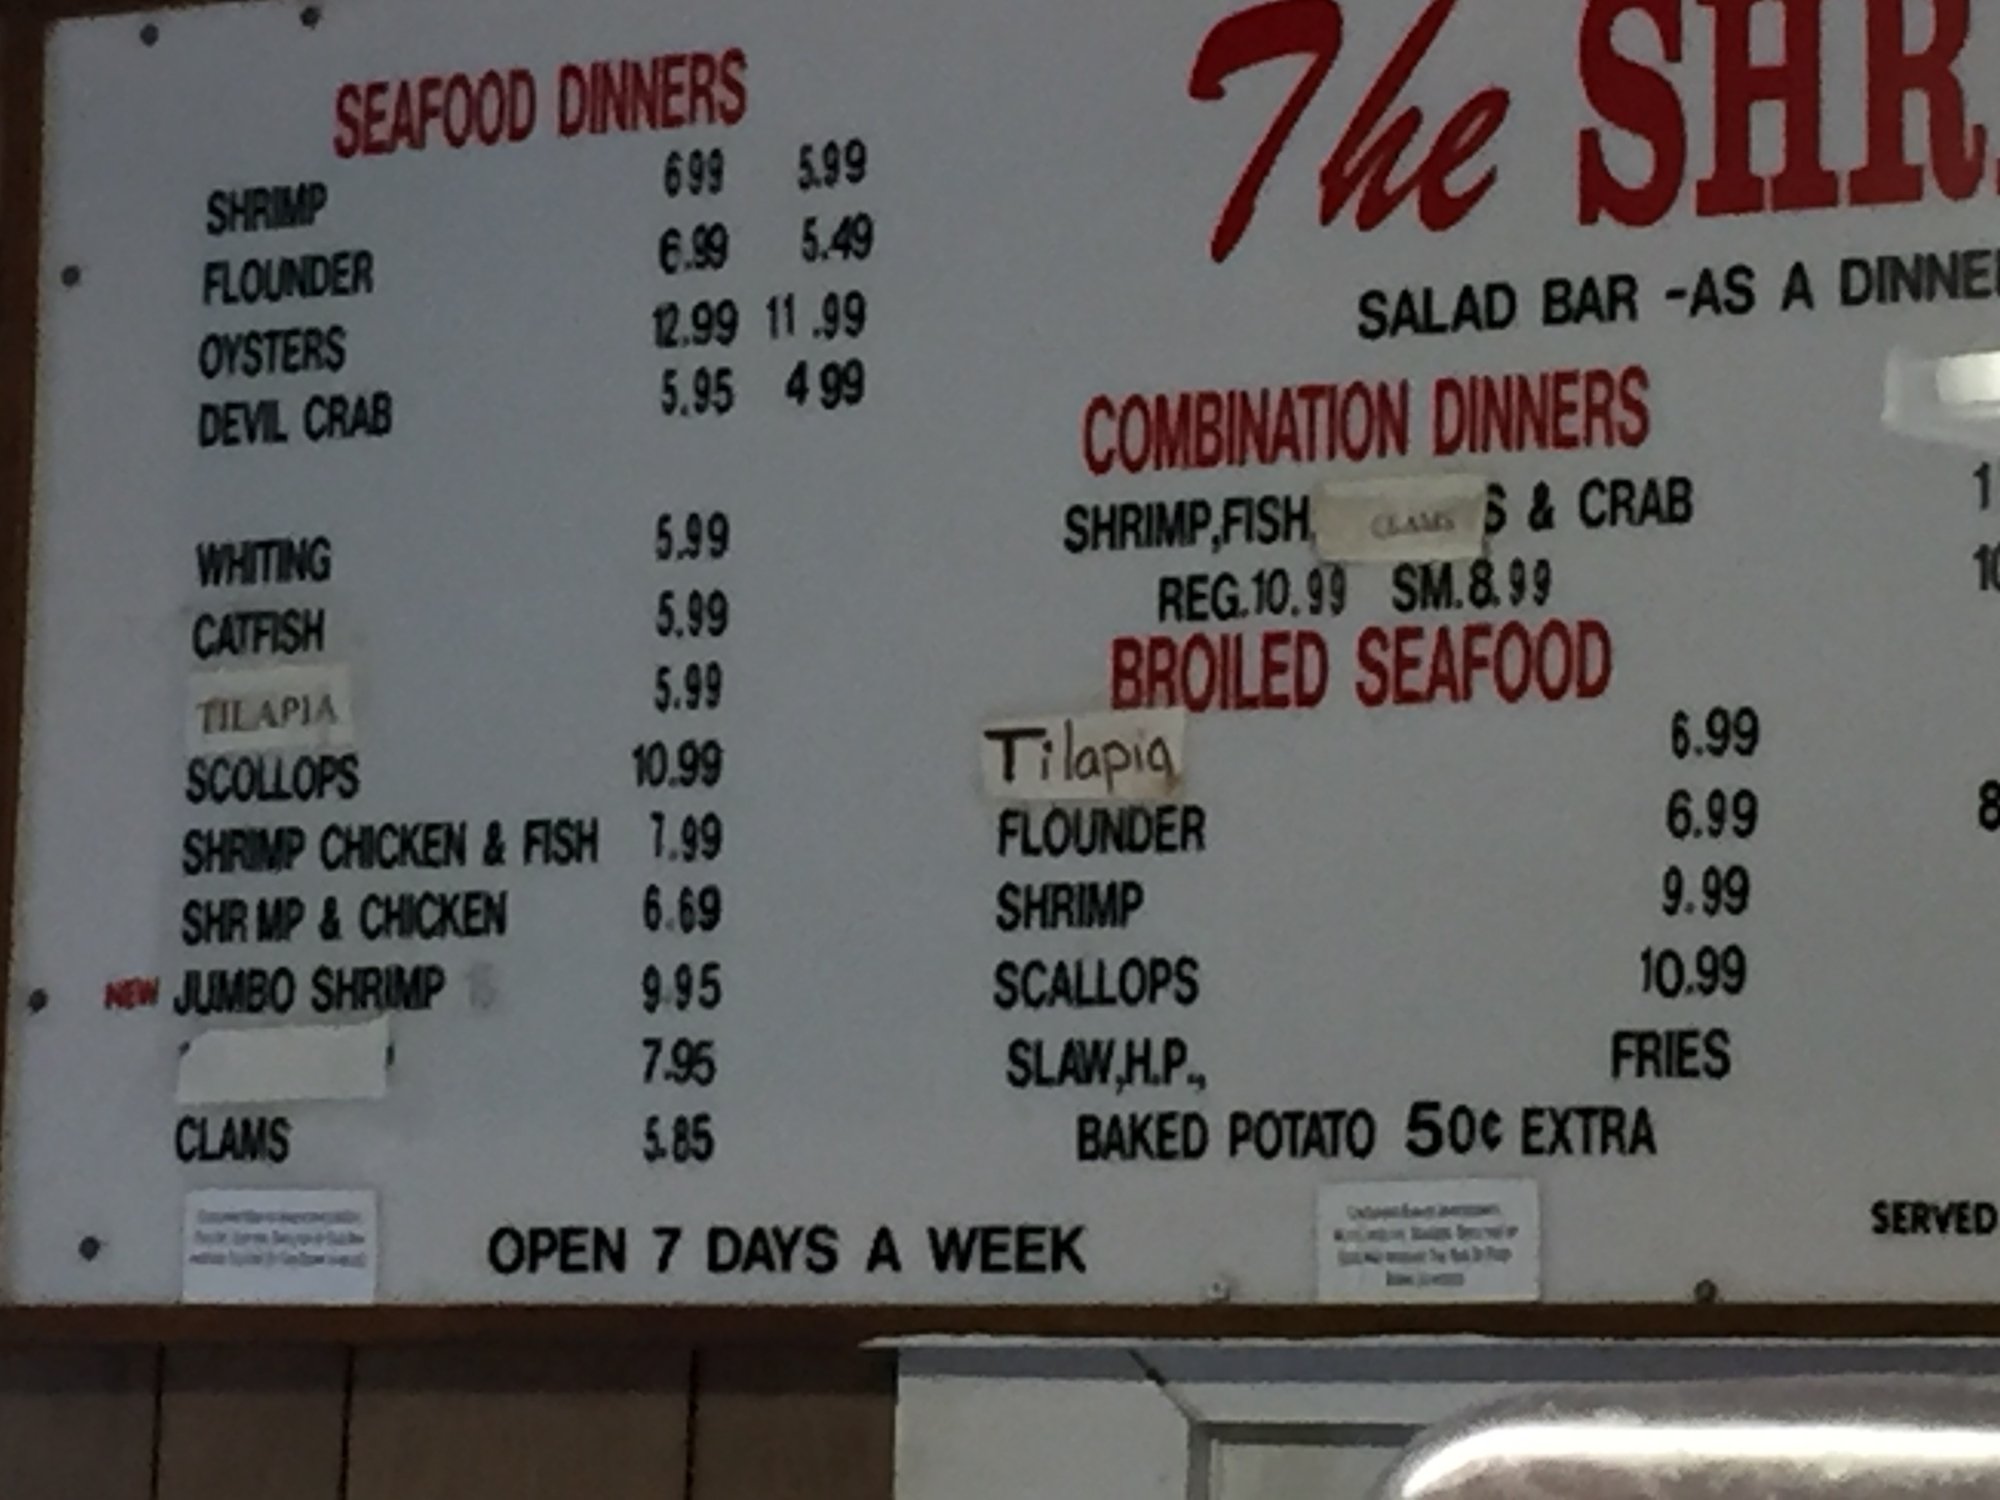 SEAFOOD DINNERS
SHRIMP 6 99 5.99
FLOUNDER 6.99 5.49
OYSTERS 12.99 11 .99
DEVIL CRAB 5.95 4 99
WHITING 5.99
CATFISH 5.99
TILAPIA 5.99
SCOLLOPS 10.99
SHRIMP CHICKEN & FISH 7.99
SHR MP & CHICKEN 6.69
NEW JUMBO SHRIMP 15 9.95
7.95
CLAMS 5.85
OPEN 7 DAYS A WEEK
The SHR
SALAD BAR -AS A DINNE
COMBINATION DINNERS
SHRIMP,FISH, CLAMS S & CRAB 1
REG.10.99 SM.8.99 10
BROILED SEAFOOD
Tilapia 6.99
FLOUNDER 6.99 8
SHRIMP 9.99
SCALLOPS 10.99
SLAW,H.P., FRIES
BAKED POTATO 50¢ EXTRA
SERVED